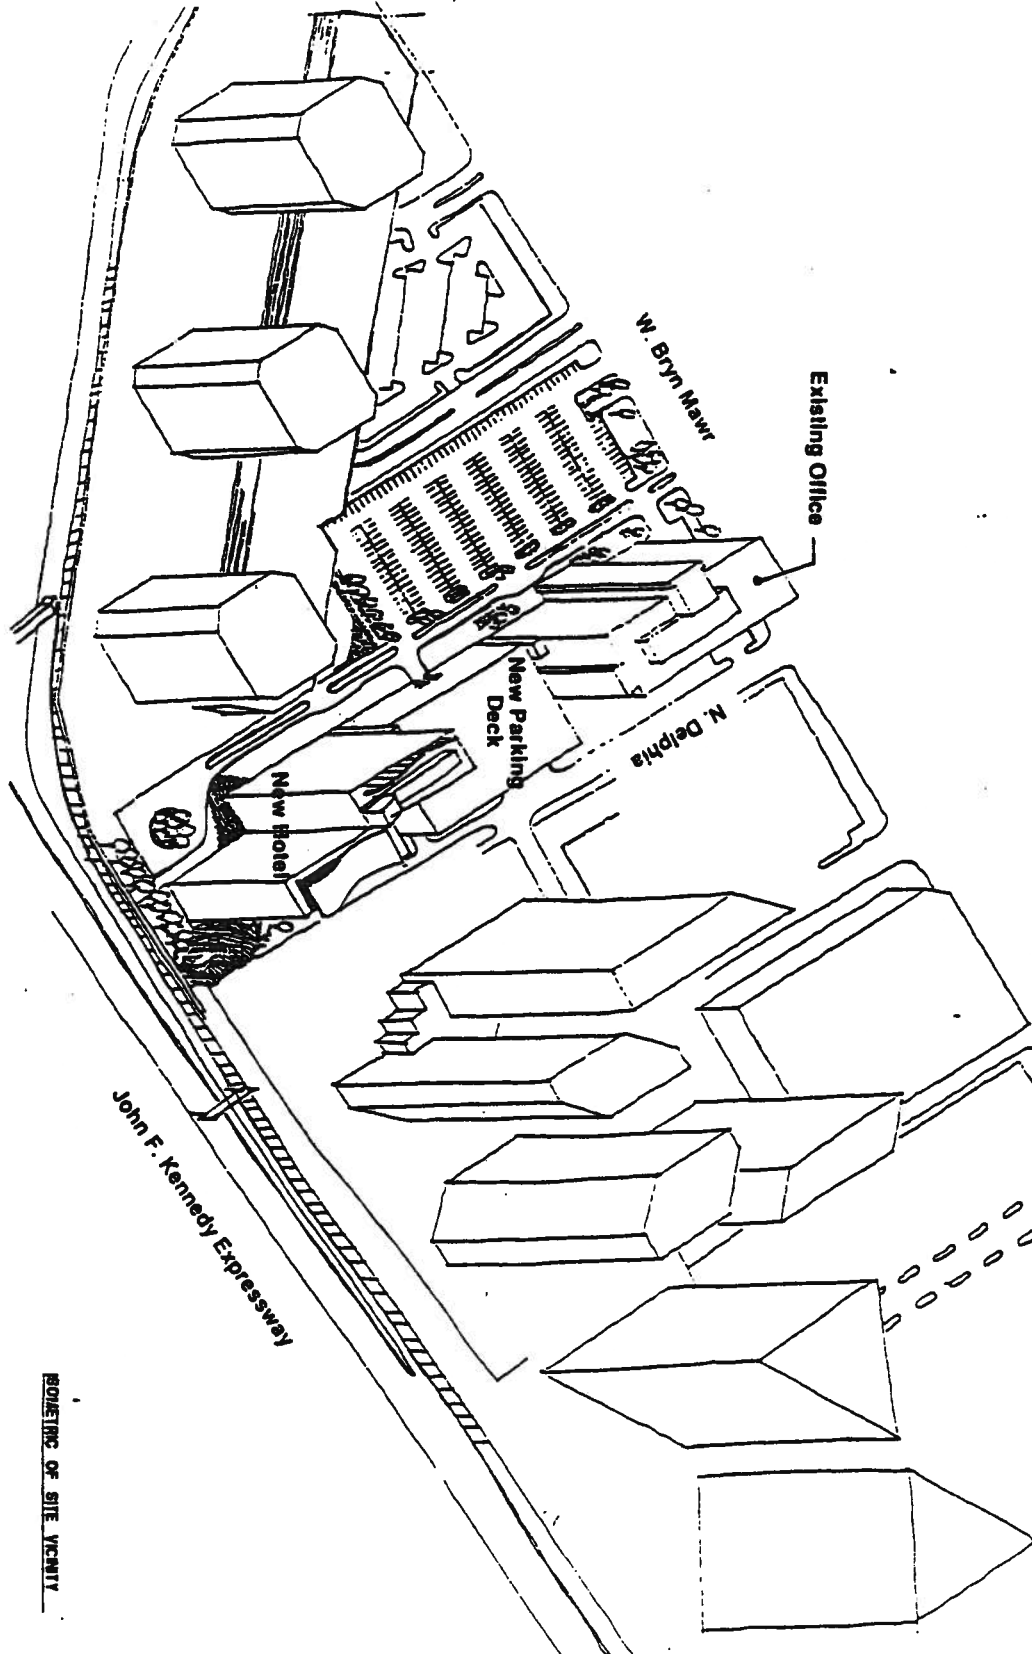 Existing Office
W. Bryn Mawr
N. Delphia
New Parking
Deck
New Hotel
John F. Kennedy Expressway
ISOMETRIC OF SITE VICINITY